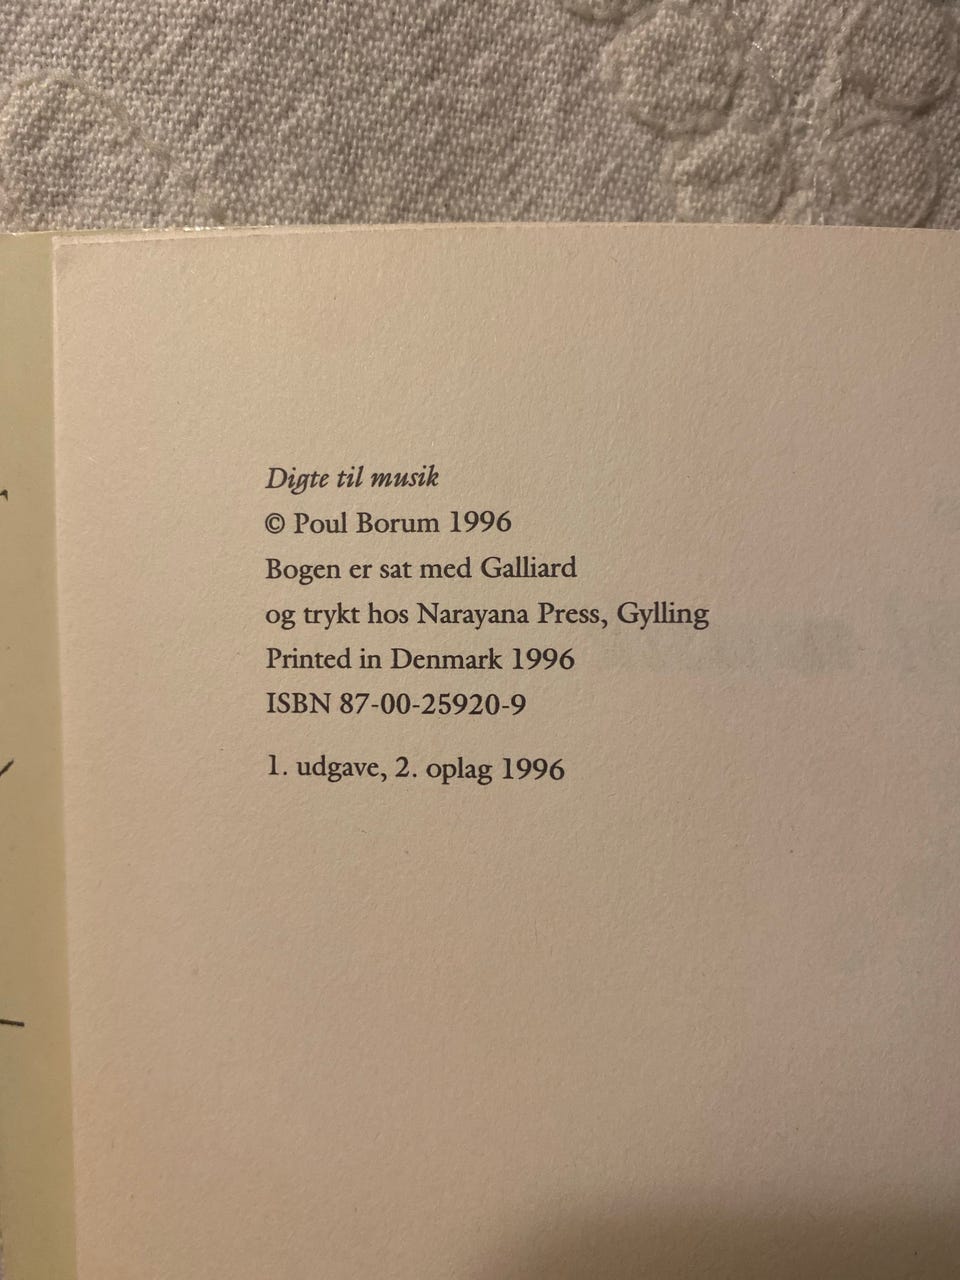 Digte til musik
© Poul Borum 1996
Bogen er sat med Galliard
og trykt hos Narayana Press, Gylling
Printed in Denmark 1996
ISBN 87-00-25920-9
1. udgave, 2. oplag 1996